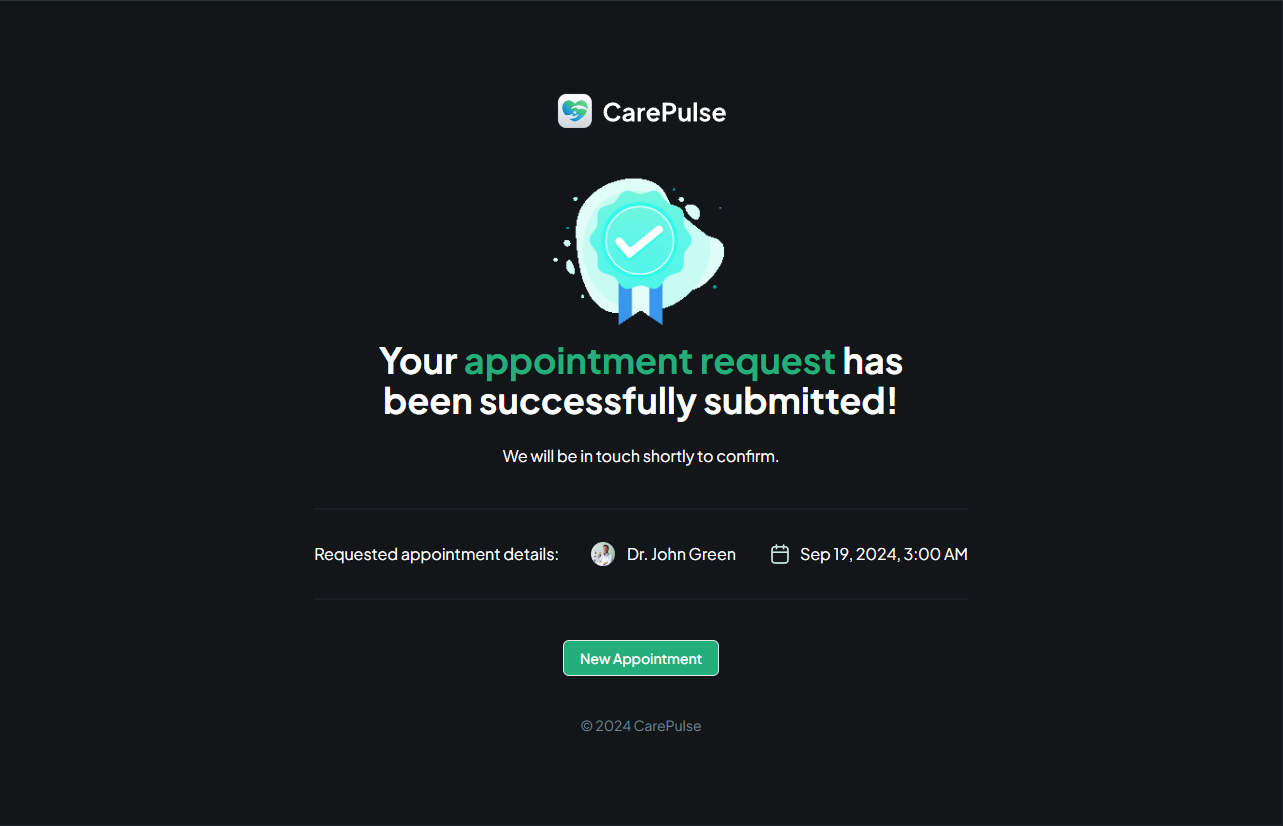 CarePulse
Your appointment request has
been successfully submitted!
We will be in touch shortly to confirm.
Requested appointment details: Dr. John Green Sep 19, 2024, 3:00 AM
New Appointment
© 2024 CarePulse